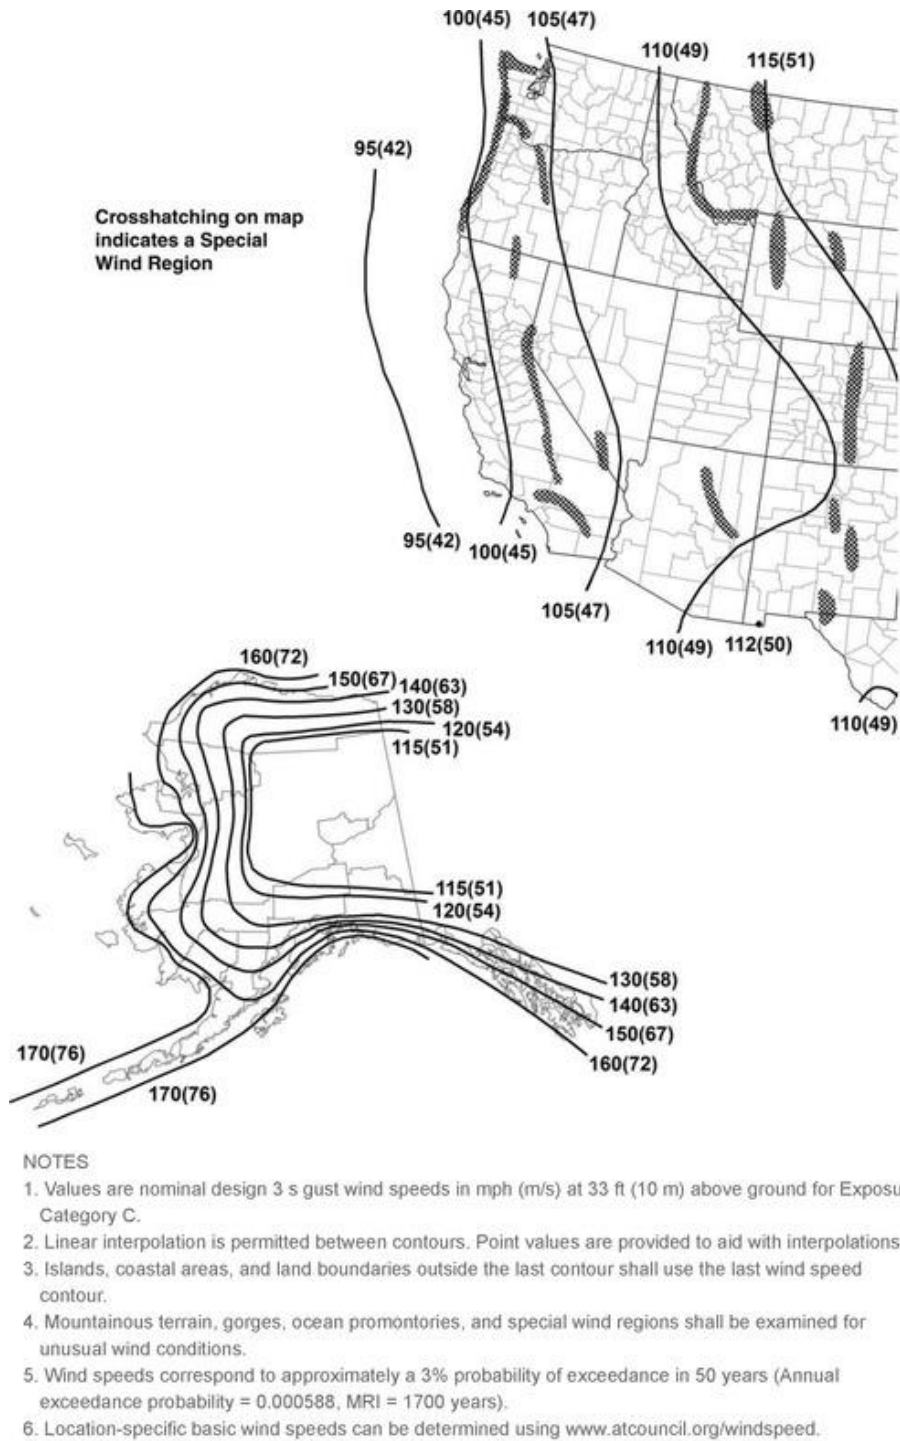 100(45)
105(47)
110(49)
115(51)
95(42)
Crosshatching on map
indicates a Special
Wind Region
95(42)
100(45)
105(47)
110(49)
112(50)
110(49)
160(72)
150(67)
140(63)
130(58)
120(54)
115(51)
115(51)
120(54)
130(58)
140(63)
150(67)
160(72)
170(76)
170(76)
NOTES
1. Values are nominal design 3 s gust wind speeds in mph (m/s) at 33 ft (10 m) above ground for Exposu
Category C.
2. Linear interpolation is permitted between contours. Point values are provided to aid with interpolations
3. Islands, coastal areas, and land boundaries outside the last contour shall use the last wind speed
contour.
4. Mountainous terrain, gorges, ocean promontories, and special wind regions shall be examined for
unusual wind conditions.
5. Wind speeds correspond to approximately a 3% probability of exceedance in 50 years (Annual
exceedance probability = 0.000588, MRI = 1700 years).
6. Location-specific basic wind speeds can be determined using www.atcouncil.org/windspeed.